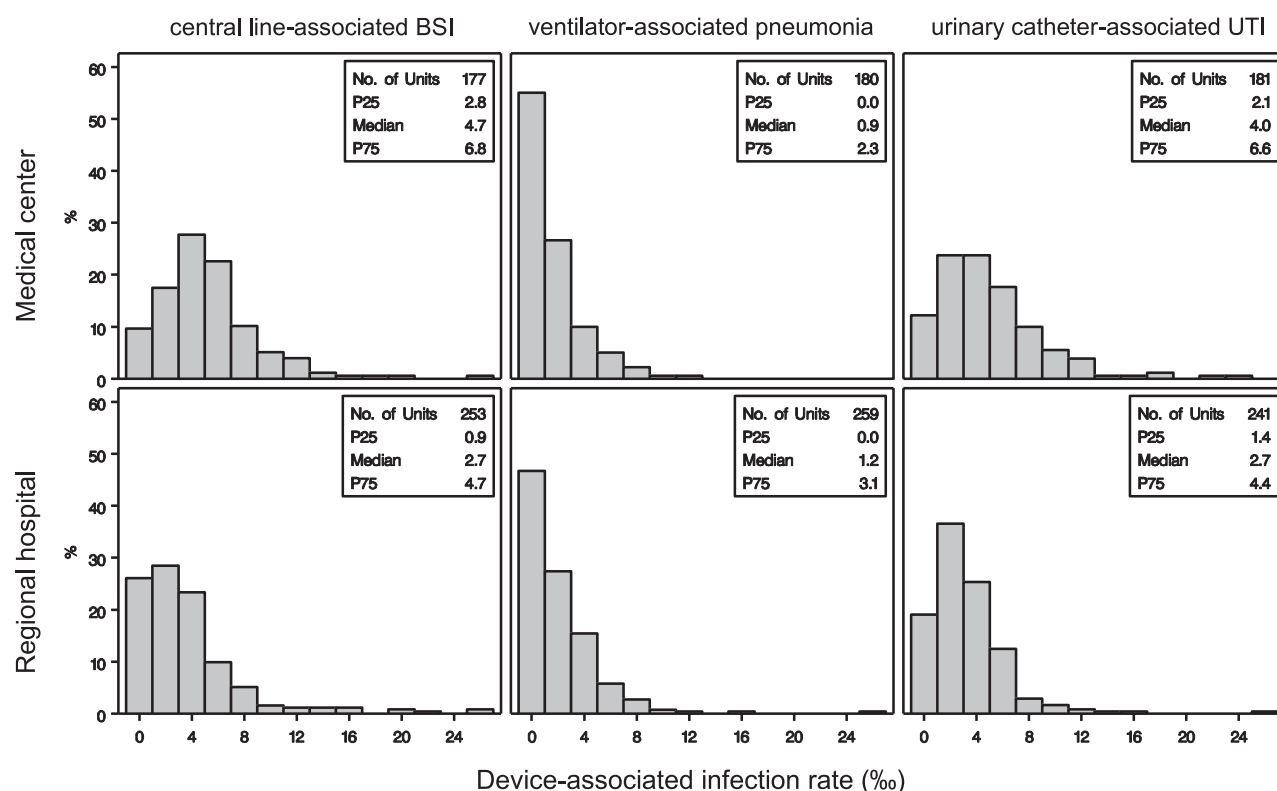 central line-associated BSI
ventilator-associated pneumonia
urinary catheter-associated UTI
Medical center
%
60
50
40
30
20
10
0
No. of Units 177
P25 2.8
Median 4.7
P75 6.8
No. of Units 180
P25 0.0
Median 0.9
P75 2.3
No. of Units 181
P25 2.1
Median 4.0
P75 6.6
Regional hospital
%
60
50
40
30
20
10
0
No. of Units 253
P25 0.9
Median 2.7
P75 4.7
No. of Units 259
P25 0.0
Median 1.2
P75 3.1
No. of Units 241
P25 1.4
Median 2.7
P75 4.4
0 4 8 12 16 20 24
0 4 8 12 16 20 24
0 4 8 12 16 20 24
Device-associated infection rate (‰)